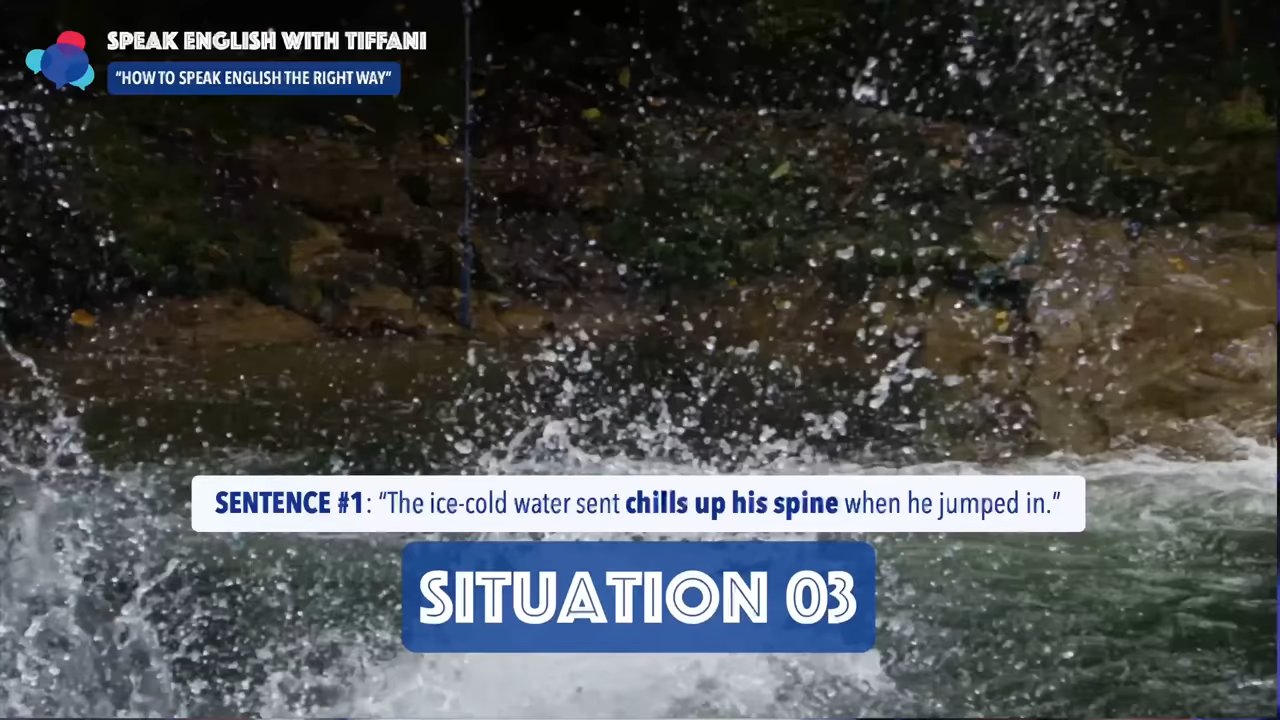 SPEAK ENGLISH WITH TIFFANI
“HOW TO SPEAK ENGLISH THE RIGHT WAY”
SENTENCE #1: “The ice-cold water sent chills up his spine when he jumped in.”
SITUATION 03